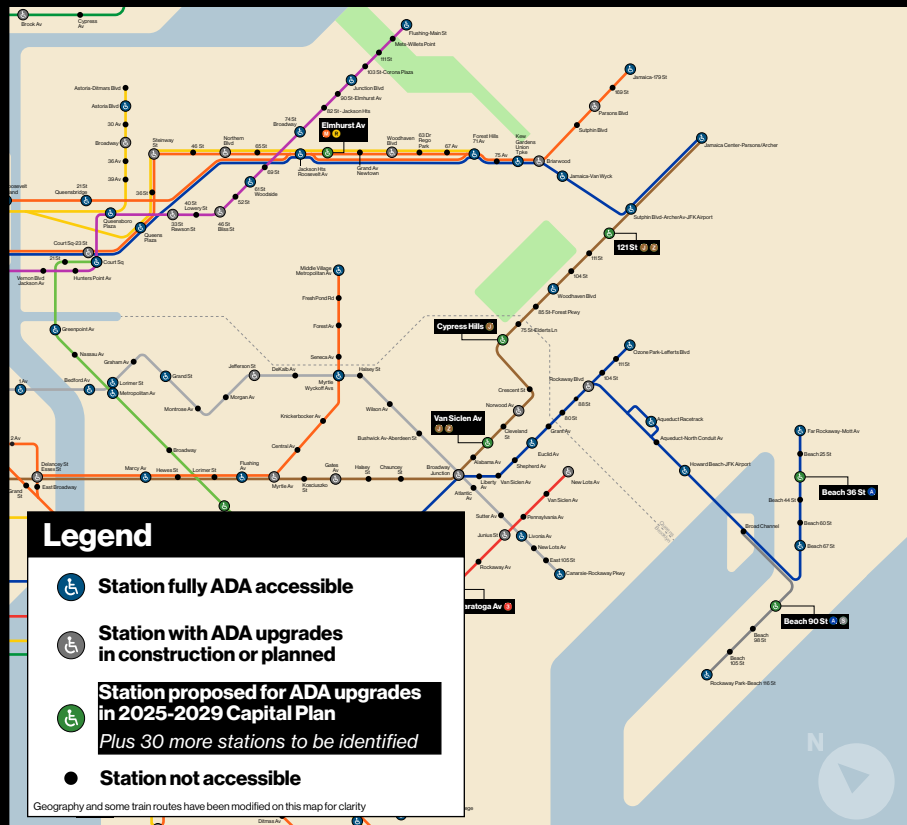 Brook Av
Cypress
Av
Flushing-Main St
Mets-Willets Point
111 St
103 St-Corona Plaza
Junction Blvd
90 St-Elmhurst Av
82 St - Jackson Hts
74 St
Broadway
69 St
61 St
Woodside
52 St
46 St
Bliss St
40 St
Lowery St
33 St
Rawson St
Astoria-Ditmars Blvd
Astoria Blvd
30 Av
Broadway
36 Av
39 Av
Queensboro
Plaza
21 St
Queensbridge
Steinway
St
46 St
Northern
Blvd
65 St
Jackson Hts
Roosevelt Av
Elmhurst Av
M R
Grand Av
Newtown
Woodhaven
Blvd
63 Dr
Rego
Park
67 Av
Forest Hills
71 Av
75 Av
Kew
Gardens
Union
Tpke
Briarwood
Jamaica-179 St
169 St
Parsons Blvd
Sutphin Blvd
Jamaica-Van Wyck
Jamaica Center-Parsons/Archer
Sutphin Blvd-Archer Av-JFK Airport
36 St
Queens
Plaza
Court Sq-23 St
21 St
Court Sq
Vernon Blvd
Jackson Av
Hunters Point Av
121 St J Z
111 St
104 St
Woodhaven Blvd
85 St-Forest Pkwy
75 St-Elderts Ln
Cypress Hills J
Crescent St
Norwood Av
Cleveland
St
Van Siclen Av
J Z
Alabama Av
Broadway
Junction
Middle Village
Metropolitan Av
Fresh Pond Rd
Forest Av
Seneca Av
Myrtle
Wyckoff Avs
Knickerbocker Av
Central Av
Greenpoint Av
Nassau Av
Graham Av
Grand St
Montrose Av
Morgan Av
Jefferson St
DeKalb Av
Halsey St
Wilson Av
Bushwick Av-Aberdeen St
1 Av
Bedford Av
Lorimer St
Metropolitan Av
Broadway
2 Av
Delancey St
Essex St
East Broadway
Grand
St
Marcy Av
Hewes St
Lorimer St
Flushing
Av
Myrtle Av
Kosciuszko
St
Gates
Av
Halsey
St
Chauncey
St
Ozone Park-Lefferts Blvd
111 St
104 St
Rockaway Blvd
88 St
80 St
Grant Av
Euclid Av
Shepherd Av
Van Siclen Av
Liberty
Av
Atlantic
Av
Sutter Av
Livonia Av
New Lots Av
East 105 St
Canarsie-Rockaway Pkwy
New Lots Av
Van Siclen Av
Pennsylvania Av
Junius St
Rockaway Av
aratoga Av 3
Aqueduct Racetrack
Aqueduct-North Conduit Av
Howard Beach-JFK Airport
Broad Channel
Far Rockaway-Mott Av
Beach 25 St
Beach 36 St A
Beach 44 St
Beach 60 St
Beach 67 St
Beach 90 St A S
Beach
98 St
Beach
105 St
Rockaway Park-Beach 116 St
Legend
Station fully ADA accessible
Station with ADA upgrades
in construction or planned
Station proposed for ADA upgrades
in 2025-2029 Capital Plan
Plus 30 more stations to be identified
Station not accessible
Geography and some train routes have been modified on this map for clarity
Ditmas Av
N